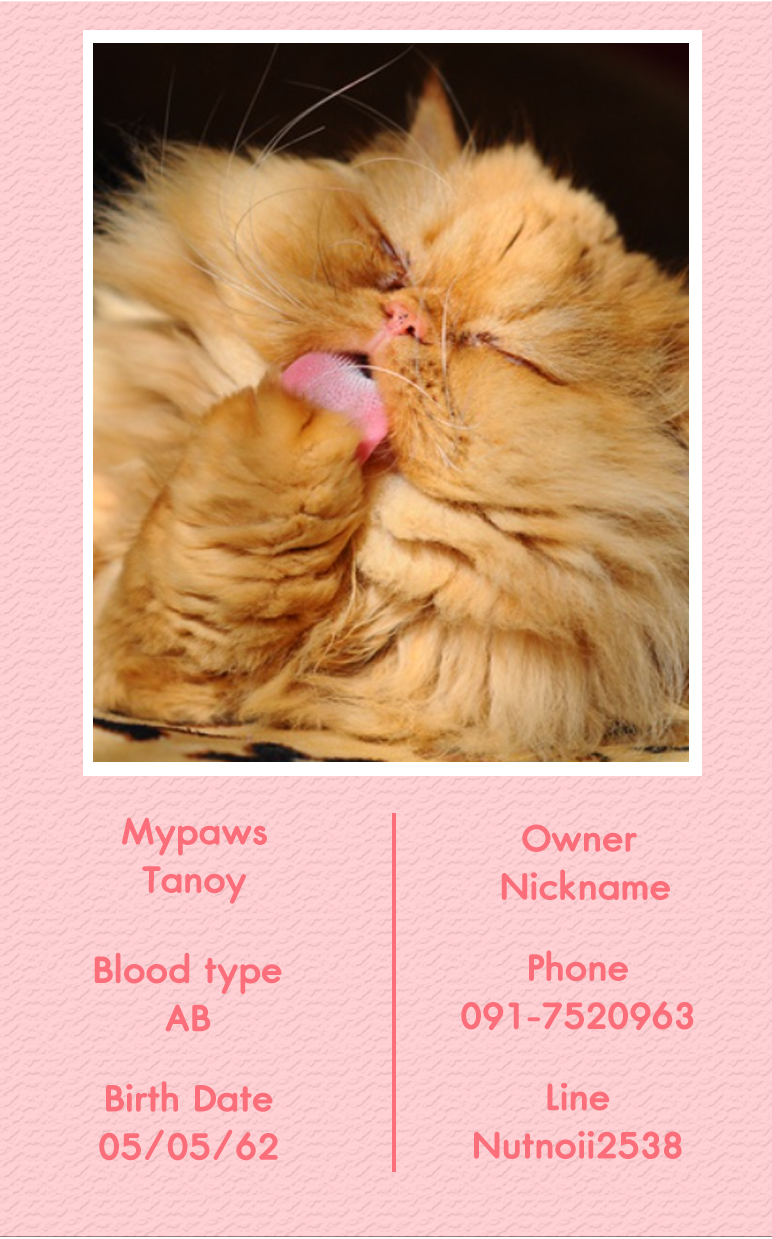 Mypaws
Tanoy
Blood type
AB
Birth Date
05/05/62
Owner
Nickname
Phone
091-7520963
Line
Nutnoii2538